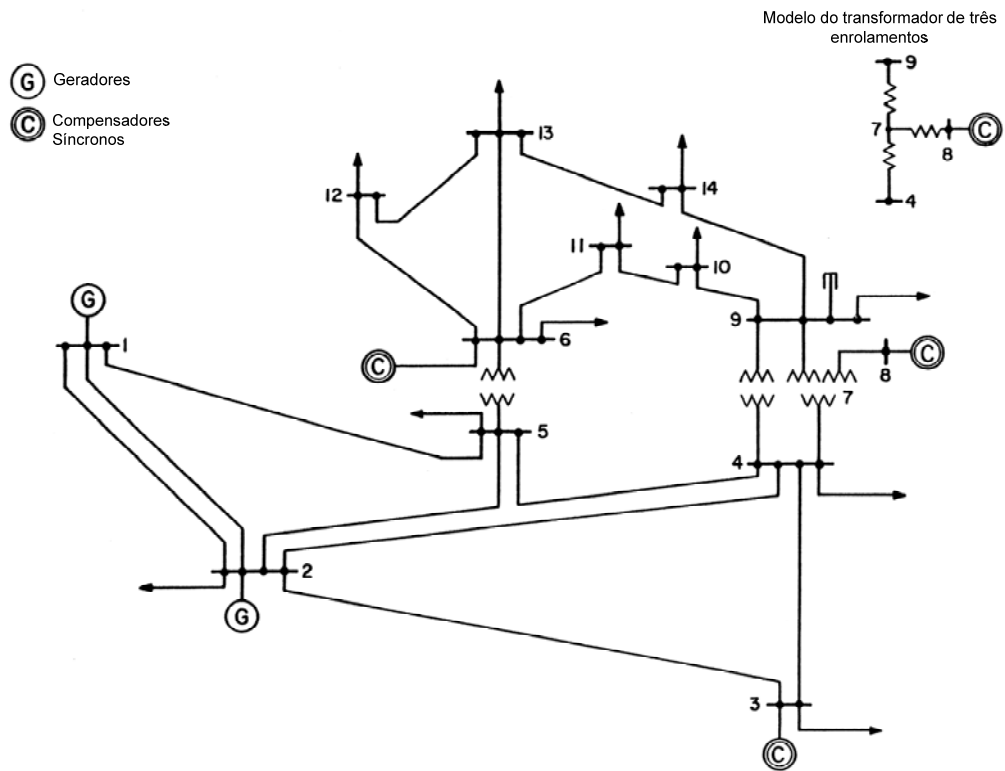 Modelo do transformador de três
enrolamentos
9
7
C
8
4
G
Geradores
C
Compensadores
Síncronos
13
12
14
11
10
G
1
9
6
C
C
8
7
5
4
2
G
3
C